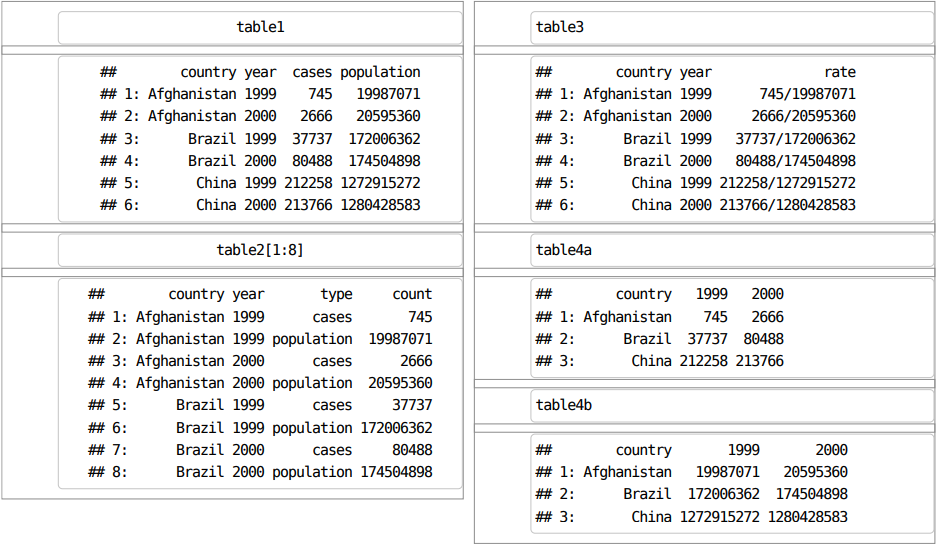 table1
##        country year  cases population
## 1: Afghanistan 1999    745   19987071
## 2: Afghanistan 2000   2666   20595360
## 3:      Brazil 1999  37737  172006362
## 4:      Brazil 2000  80488  174504898
## 5:       China 1999 212258 1272915272
## 6:       China 2000 213766 1280428583
table2[1:8]
##        country year       type     count
## 1: Afghanistan 1999      cases       745
## 2: Afghanistan 1999 population  19987071
## 3: Afghanistan 2000      cases      2666
## 4: Afghanistan 2000 population  20595360
## 5:      Brazil 1999      cases     37737
## 6:      Brazil 1999 population 172006362
## 7:      Brazil 2000      cases     80488
## 8:      Brazil 2000 population 174504898
table3
##        country year              rate
## 1: Afghanistan 1999      745/19987071
## 2: Afghanistan 2000     2666/20595360
## 3:      Brazil 1999   37737/172006362
## 4:      Brazil 2000   80488/174504898
## 5:       China 1999 212258/1272915272
## 6:       China 2000 213766/1280428583
table4a
##        country   1999   2000
## 1: Afghanistan    745   2666
## 2:      Brazil  37737  80488
## 3:       China 212258 213766
table4b
##        country       1999       2000
## 1: Afghanistan   19987071   20595360
## 2:      Brazil  172006362  174504898
## 3:       China 1272915272 1280428583